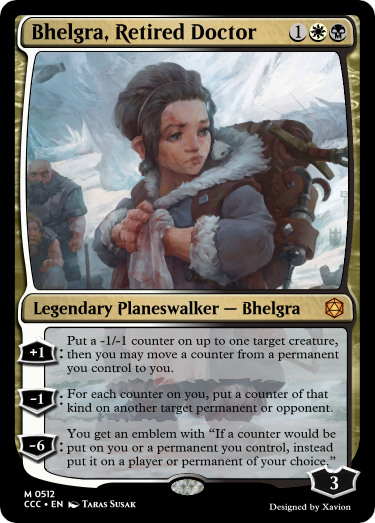 Bhelgra, Retired Doctor 1
Legendary Planeswalker — Bhelgra
+1: Put a -1/-1 counter on up to one target creature,
then you may move a counter from a permanent
you control to you.
-1: For each counter on you, put a counter of that
kind on another target permanent or opponent.
-6: You get an emblem with “If a counter would be
put on you or a permanent you control, instead
put it on a player or permanent of your choice.”
3
M 0512
CCC • EN Taras Susak
Designed by Xavion